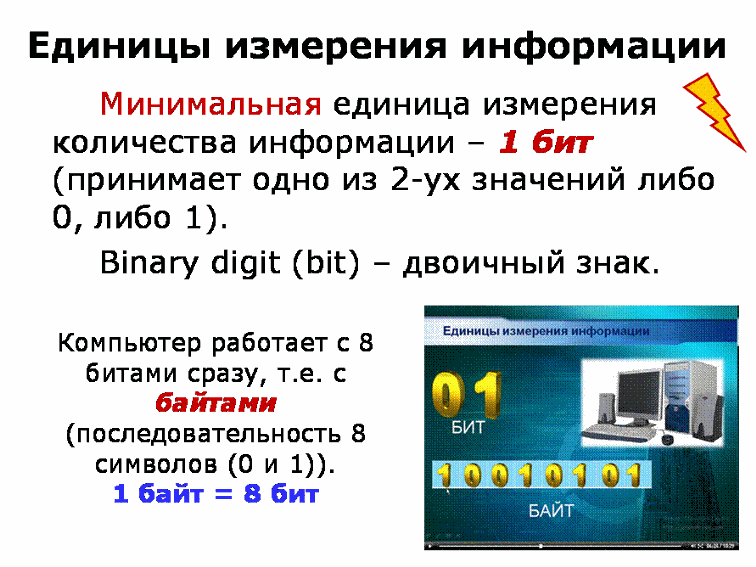 Единицы измерения информации
Минимальная единица измерения
количества информации – 1 бит
(принимает одно из 2-ух значений либо
0, либо 1).
Binary digit (bit) – двоичный знак.
Компьютер работает с 8
битами сразу, т.е. с
байтами
(последовательность 8
символов (0 и 1)).
1 байт = 8 бит
Единицы измерения информации
01
БИТ
10010101
БАЙТ